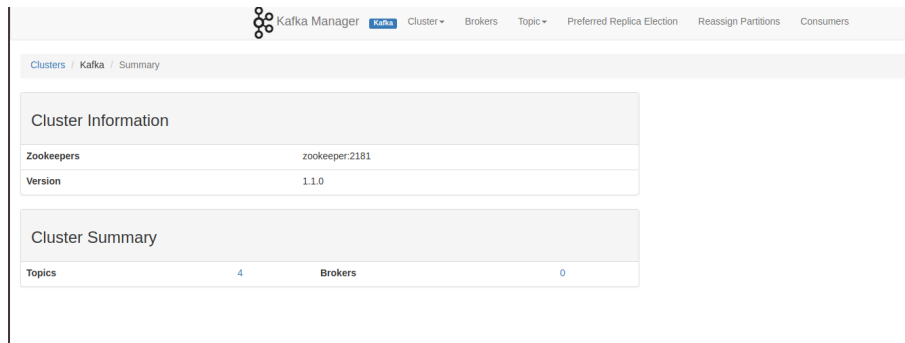 Kafka Manager Kafka Cluster Brokers Topic Preferred Replica Election Reassign Partitions Consumers
Clusters / Kafka / Summary
Cluster Information
Zookeepers zookeeper:2181
Version 1.1.0
Cluster Summary
Topics 4 Brokers 0